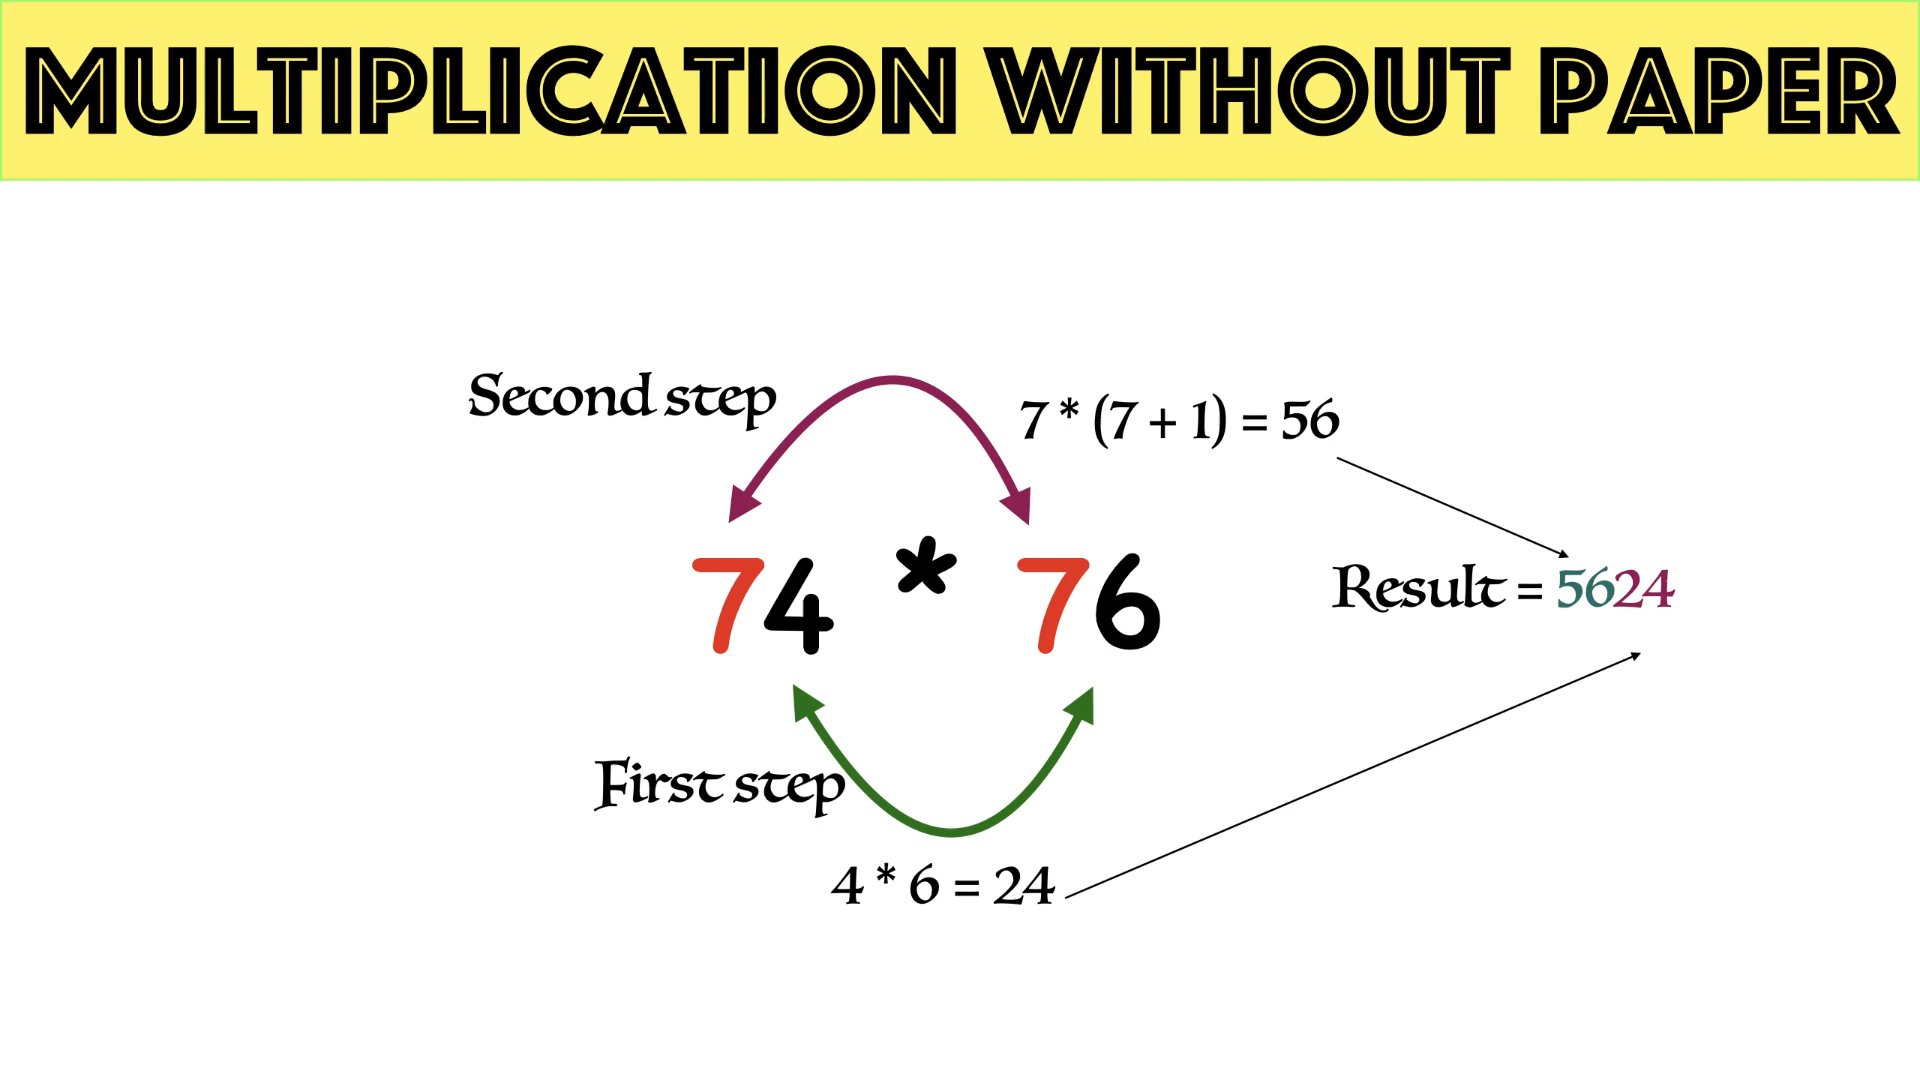 MULTIPLICATION WITHOUT PAPER
Second step
7 * (7 + 1) = 56
74 * 76
Result = 5624
First step
4 * 6 = 24